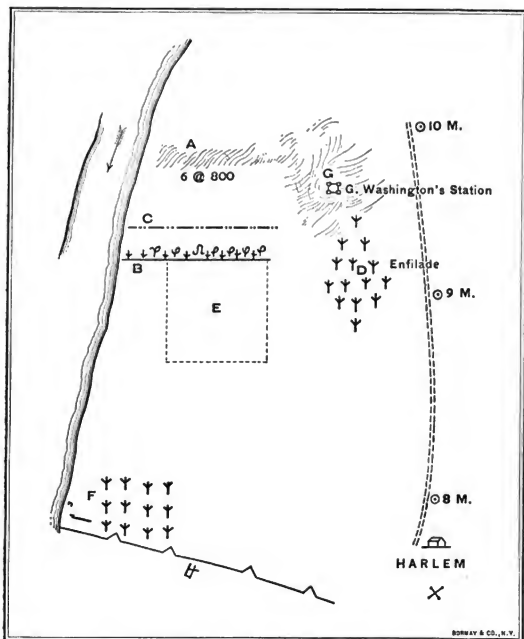 10 M.
A
6 @ 800
G
G. Washington's Station
C
B
D
Enfilade
E
9 M.
F
8 M.
H
HARLEM
BORMAY & CO., N.Y.